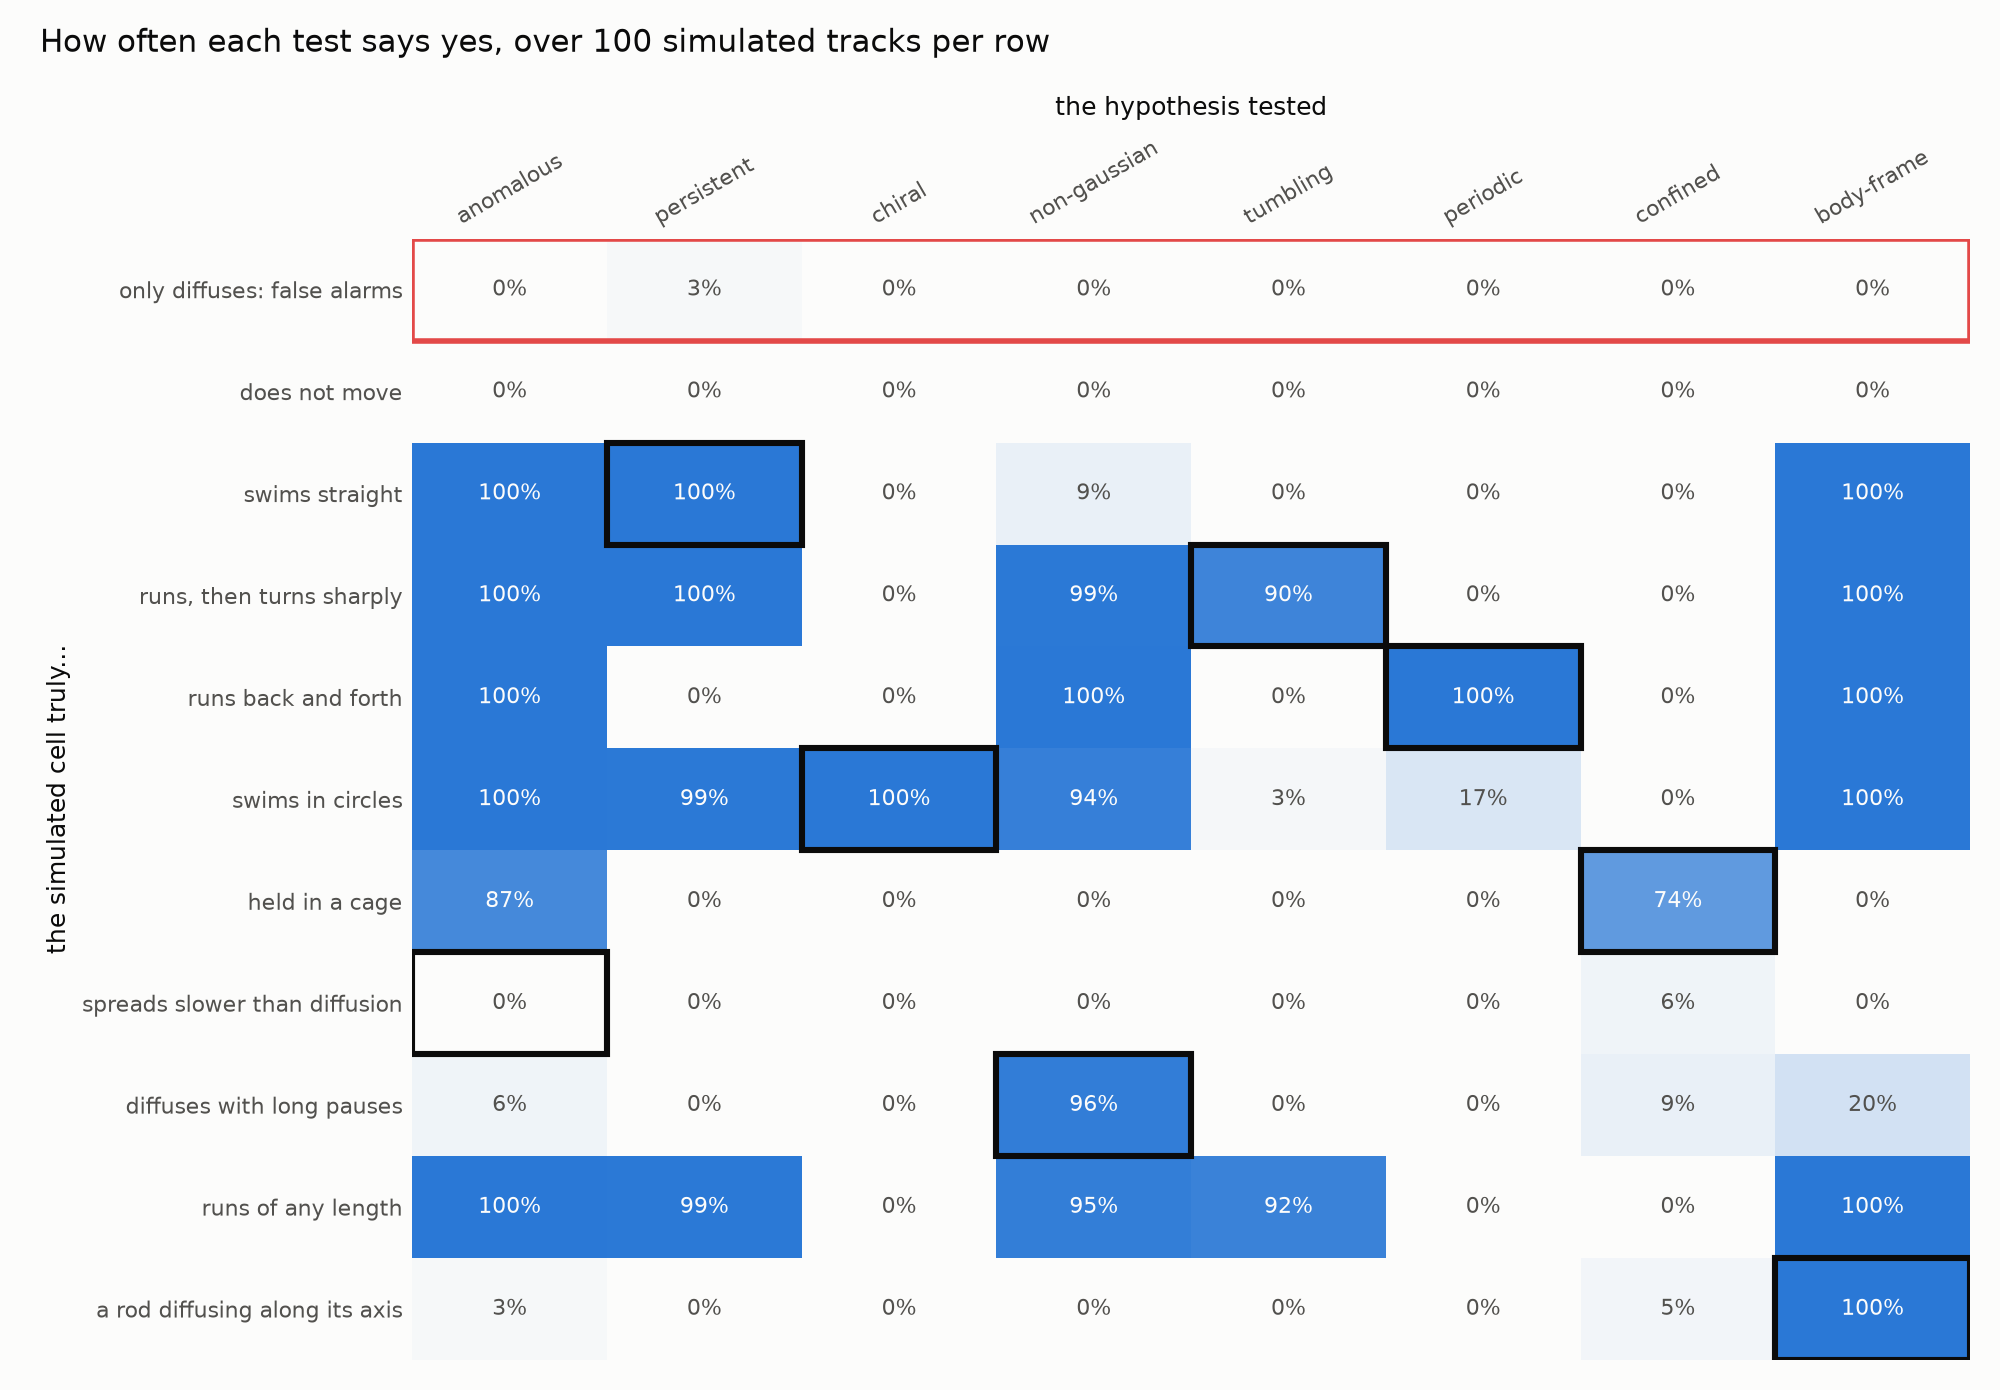 How often each test says yes, over 100 simulated tracks per row
the hypothesis tested
anomalous persistent chiral non-gaussian tumbling periodic confined body-frame
only diffuses: false alarms 0% 3% 0% 0% 0% 0% 0% 0%
does not move 0% 0% 0% 0% 0% 0% 0% 0%
swims straight 100% 100% 0% 9% 0% 0% 0% 100%
runs, then turns sharply 100% 100% 0% 99% 90% 0% 0% 100%
runs back and forth 100% 0% 0% 100% 0% 100% 0% 100%
swims in circles 100% 99% 100% 94% 3% 17% 0% 100%
held in a cage 87% 0% 0% 0% 0% 0% 74% 0%
spreads slower than diffusion 0% 0% 0% 0% 0% 0% 6% 0%
diffuses with long pauses 6% 0% 0% 96% 0% 0% 9% 20%
runs of any length 100% 99% 0% 95% 92% 0% 0% 100%
a rod diffusing along its axis 3% 0% 0% 0% 0% 0% 5% 100%
the simulated cell truly...